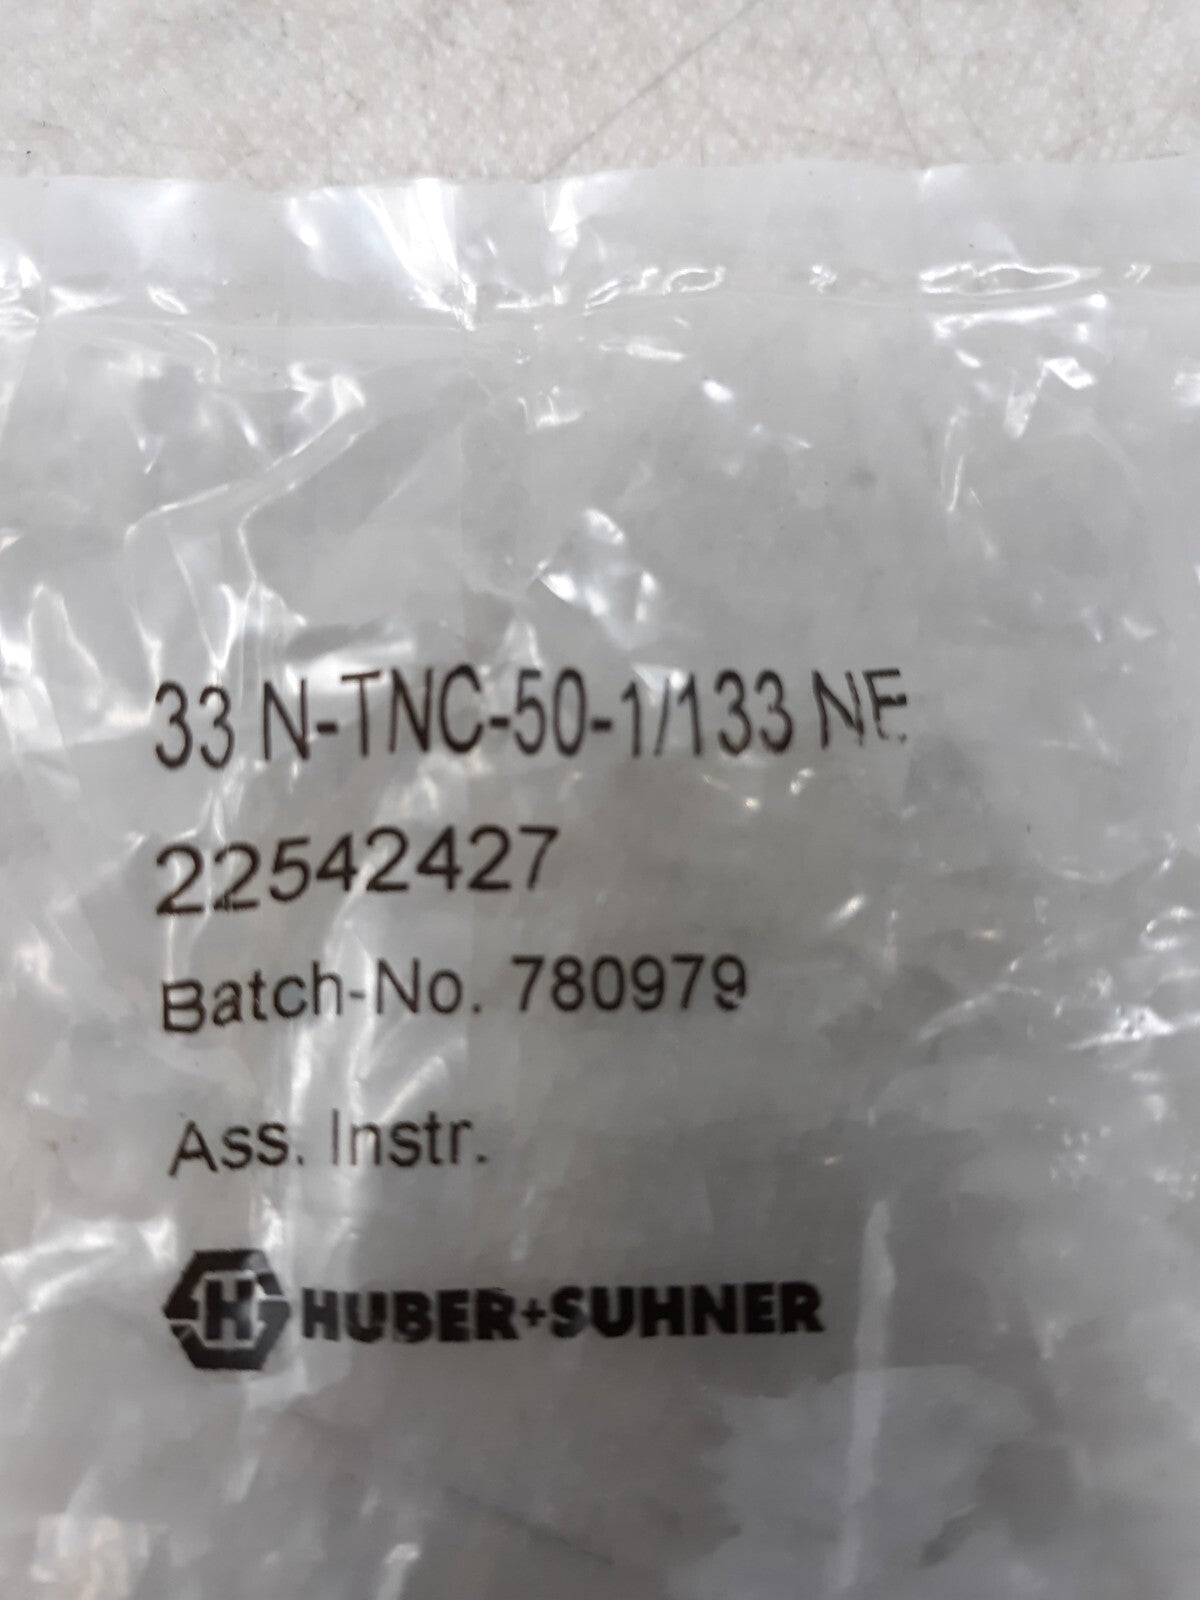 33 N-TNC-50-1/133 NE
22542427
Batch-No. 780979
Ass. Instr.
HUBER+SUHNER